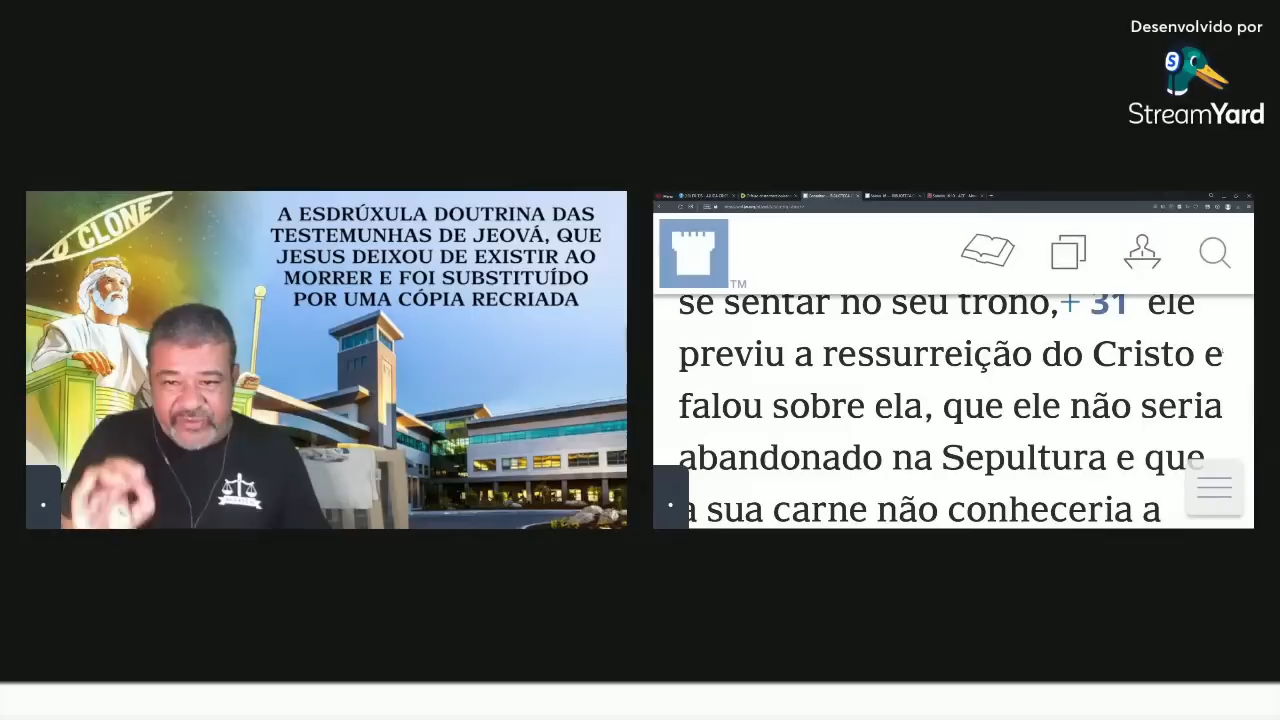 Desenvolvido por
StreamYard
O CLONE
A ESDRÚXULA DOUTRINA DAS
TESTEMUNHAS DE JEOVÁ, QUE
JESUS DEIXOU DE EXISTIR AO
MORRER E FOI SUBSTITUÍDO
POR UMA CÓPIA RECRIADA
TM
se sentar no seu trono,+ 31 ele
previu a ressurreição do Cristo e
falou sobre ela, que ele não seria
abandonado na Sepultura e que
a sua carne não conheceria a